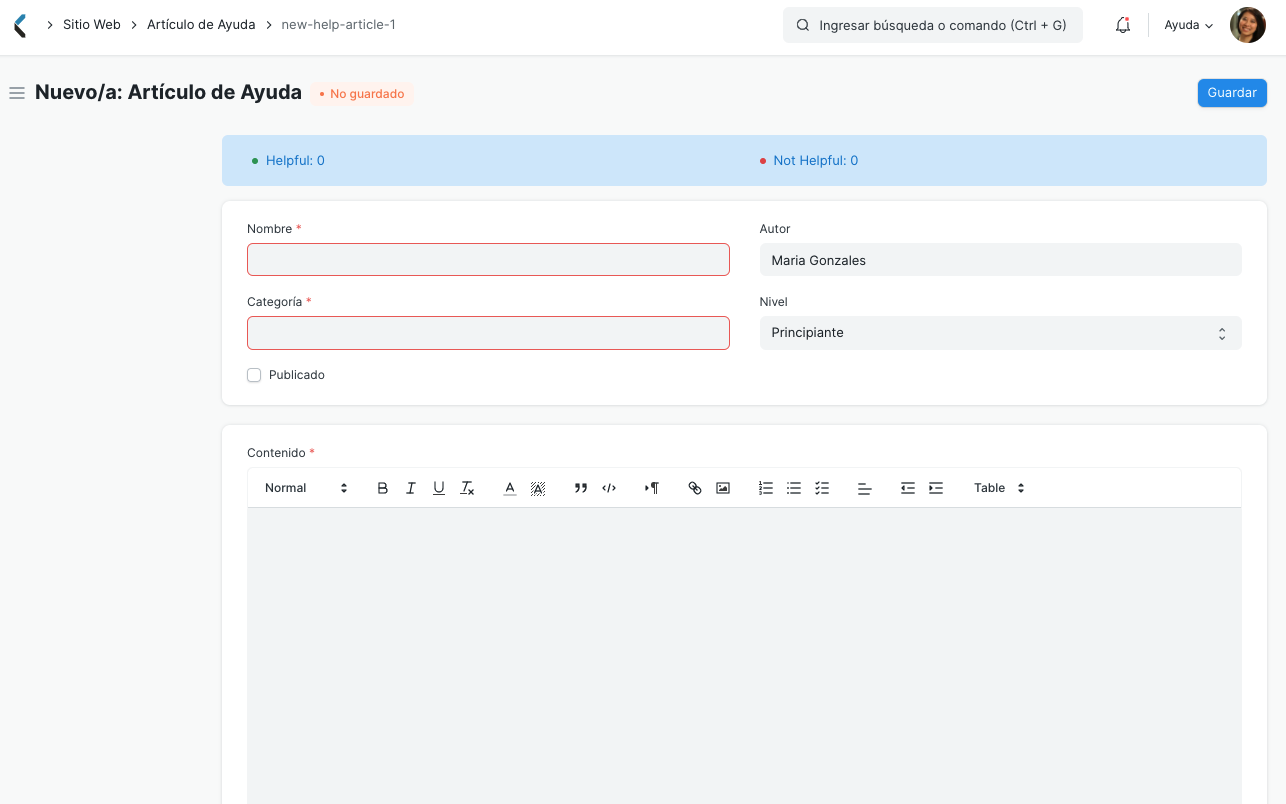 Sitio Web Artículo de Ayuda new-help-article-1
Ingresar búsqueda o comando (Ctrl + G)
Ayuda
Nuevo/a: Artículo de Ayuda
No guardado
Guardar
Helpful: 0
Not Helpful: 0
Nombre *
Autor
Maria Gonzales
Categoría *
Nivel
Principiante
Publicado
Contenido *
Normal
Table